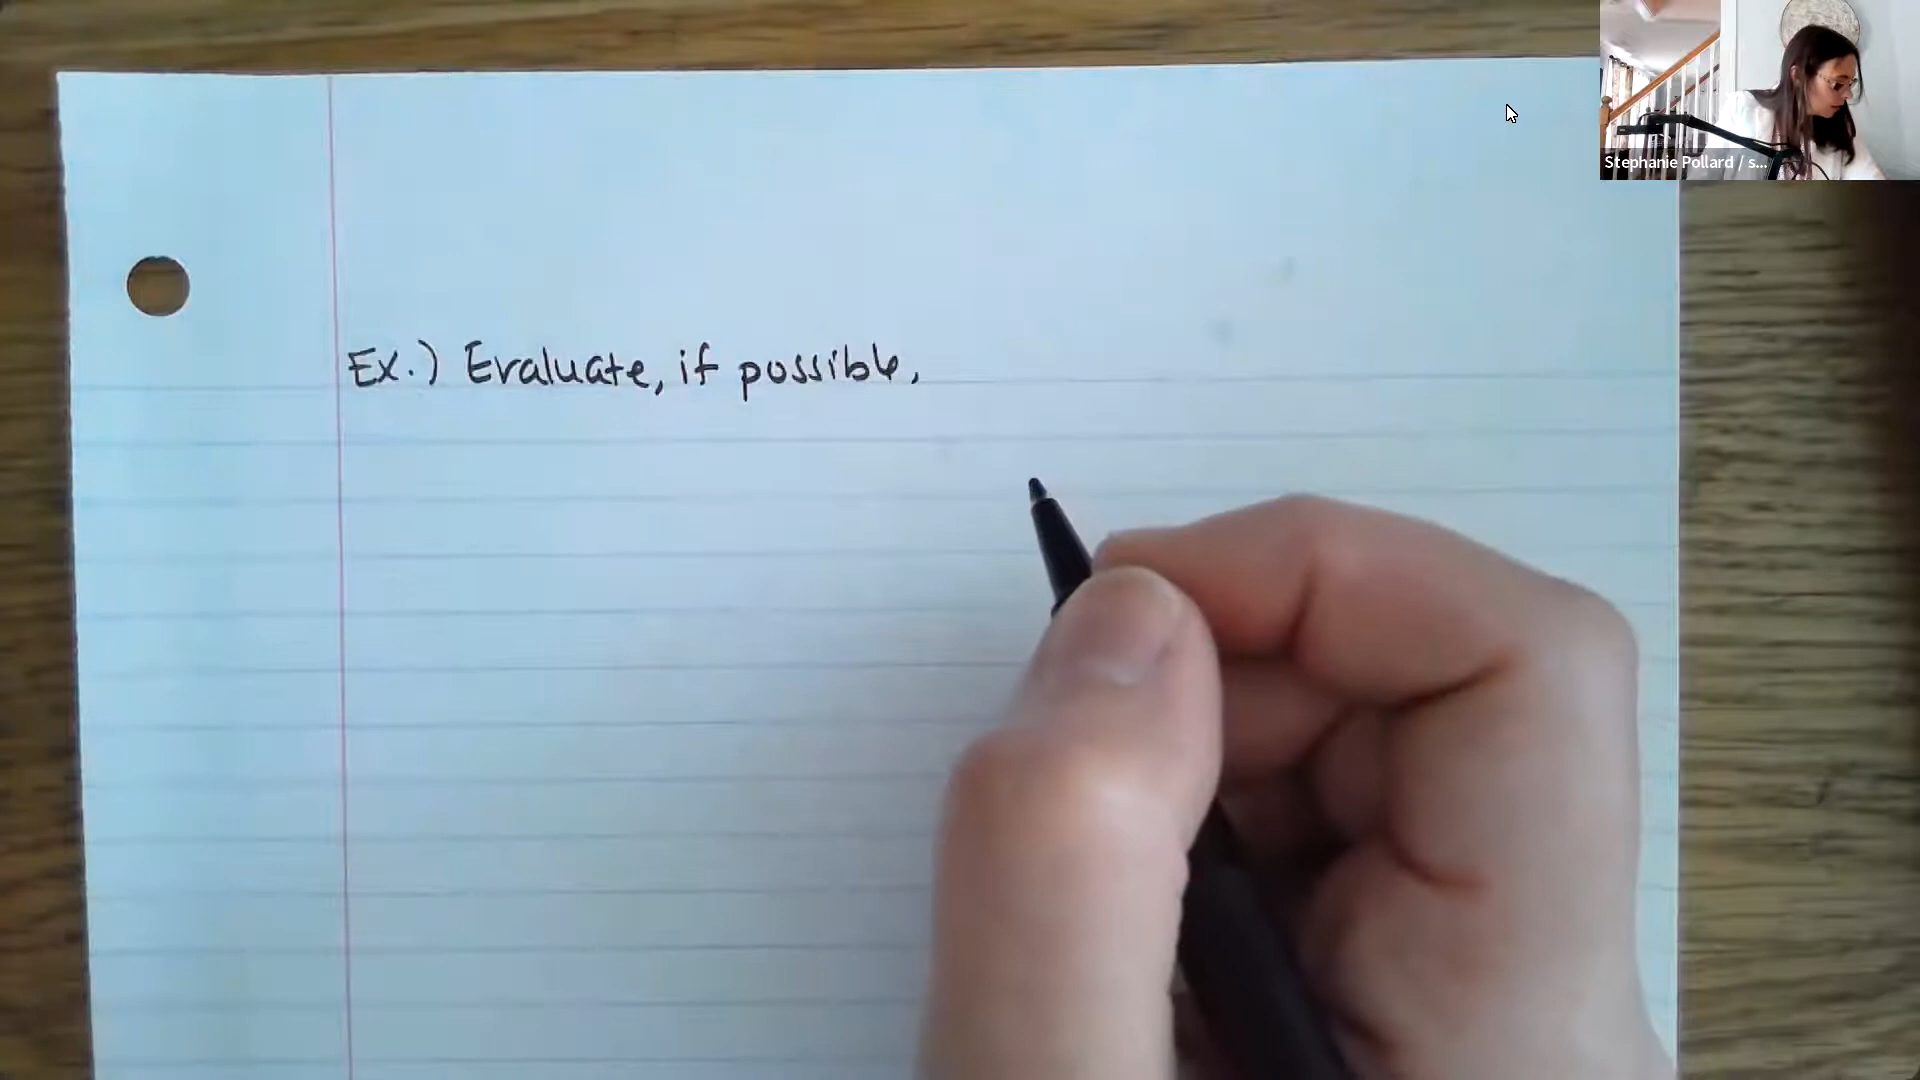 Stephanie Pollard / s...
Ex.) Evaluate, if possible,